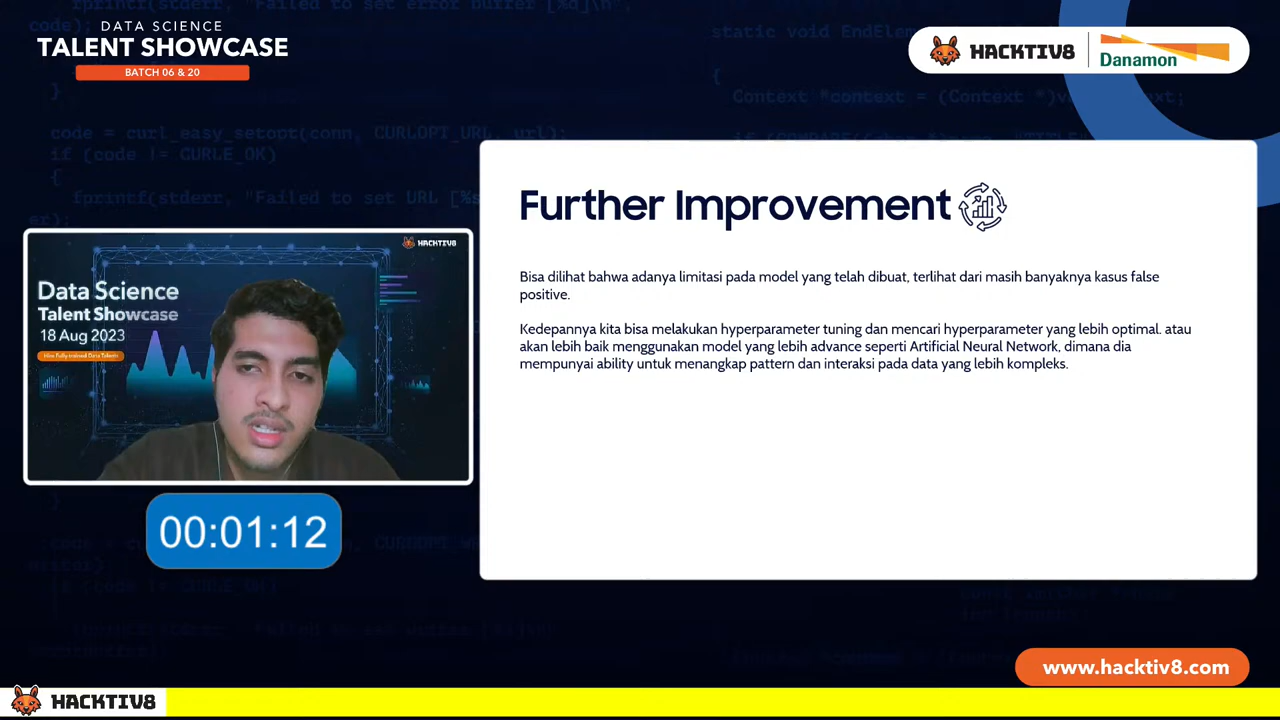 DATA SCIENCE
TALENT SHOWCASE
BATCH 06 & 20
HACKTIV8
Danamon
Further Improvement
Bisa dilihat bahwa adanya limitasi pada model yang telah dibuat, terlihat dari masih banyaknya kasus false
positive.
Kedepannya kita bisa melakukan hyperparameter tuning dan mencari hyperparameter yang lebih optimal. atau
akan lebih baik menggunakan model yang lebih advance seperti Artificial Neural Network, dimana dia
mempunyai ability untuk menangkap pattern dan interaksi pada data yang lebih kompleks.
HACKTIV8
Data Science
Talent Showcase
18 Aug 2023
00:01:12
www.hacktiv8.com
HACKTIV8